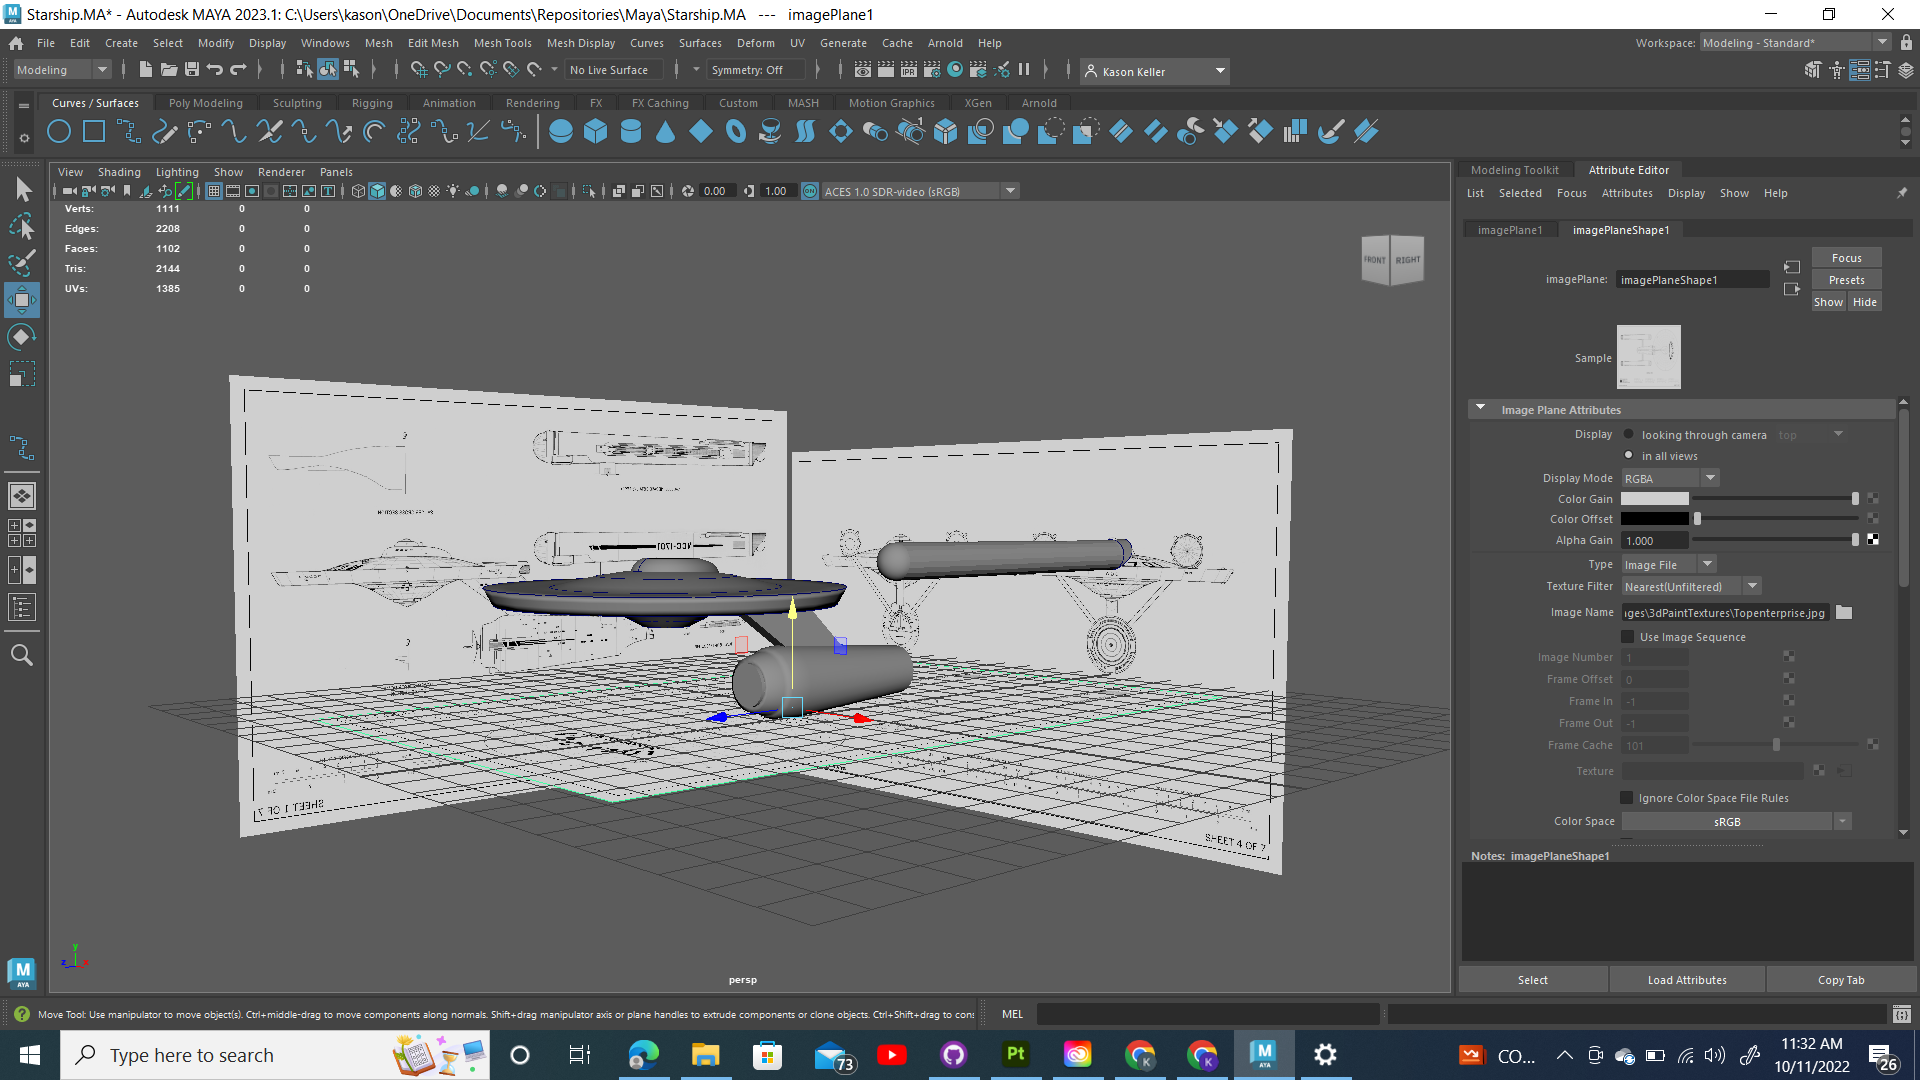 Starship.MA* - Autodesk MAYA 2023.1: C:\Users\kason\OneDrive\Documents\Repositories\Maya\Starship.MA --- imagePlane1
File Edit Create Select Modify Display Windows Mesh Edit Mesh Mesh Tools Mesh Display Curves Surfaces Deform UV Generate Cache Arnold Help
Workspace: Modeling - Standard*
Modeling No Live Surface Symmetry: Off IPR Kason Keller
Curves / Surfaces Poly Modeling Sculpting Rigging Animation Rendering FX FX Caching Custom MASH Motion Graphics XGen Arnold
View Shading Lighting Show Renderer Panels
0.00 1.00 ON ACES 1.0 SDR-video (sRGB)
Verts: 1111 0 0
Edges: 2208 0 0
Faces: 1102 0 0
Tris: 2144 0 0
UVs: 1385 0 0
FRONT RIGHT
SHEET 1 OF 7
SHEET 4 OF 7
y
z x
persp
Modeling Toolkit Attribute Editor
List Selected Focus Attributes Display Show Help
imagePlane1 imagePlaneShape1
imagePlane: imagePlaneShape1
Focus
Presets
Show Hide
Sample
Image Plane Attributes
Display looking through camera top
in all views
Display Mode RGBA
Color Gain
Color Offset
Alpha Gain 1.000
Type Image File
Texture Filter Nearest(Unfiltered)
Image Name ages\3dPaintTextures\Topenterprise.jpg
Use Image Sequence
Image Number 1
Frame Offset 0
Frame In -1
Frame Out -1
Frame Cache 101
Texture
Ignore Color Space File Rules
Color Space sRGB
Notes: imagePlaneShape1
Select Load Attributes Copy Tab
M
AYA
Move Tool: Use manipulator to move object(s). Ctrl+middle-drag to move components along normals. Shift+drag manipulator axis or plane handles to extrude components or clone objects. Ctrl+Shift+drag to cons
MEL
Type here to search
73
Pt
K
K
M
AYA
CO...
11:32 AM
10/11/2022
26